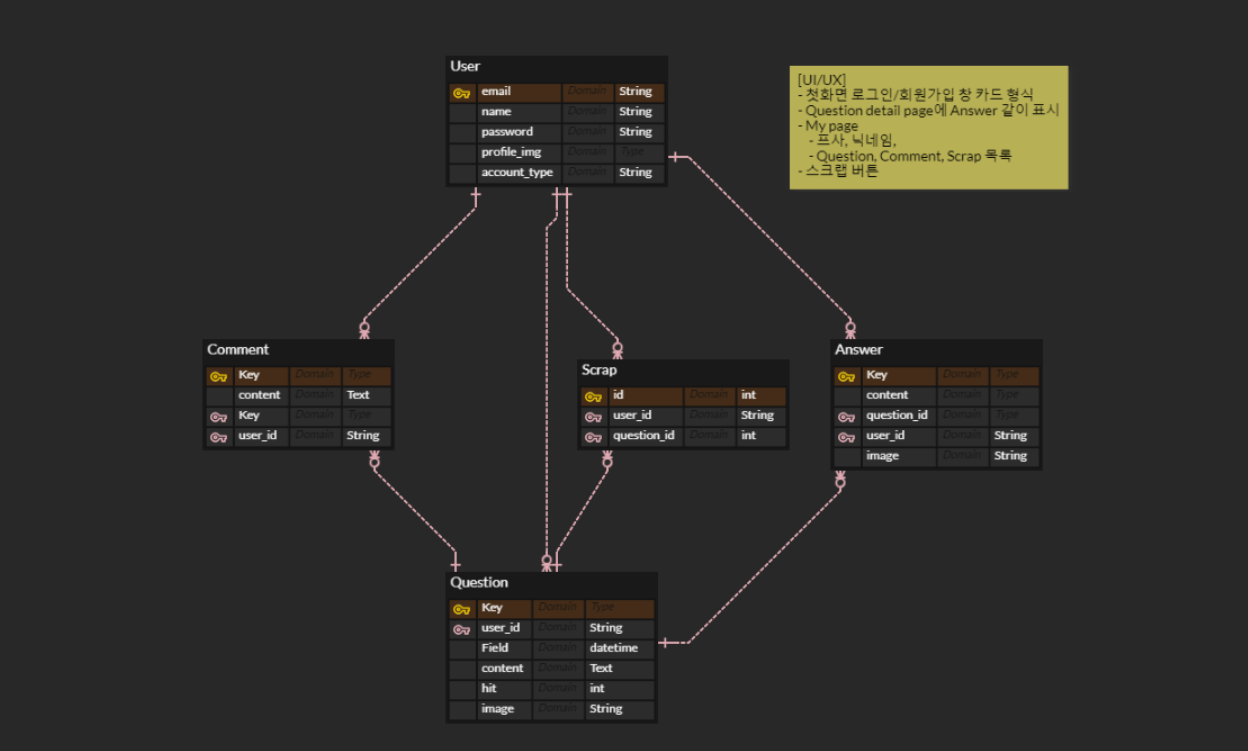 User
email Domain String
name Domain String
password Domain String
profile_img Domain Type
account_type Domain String
[UI/UX]
- 첫화면 로그인/회원가입 창 카드 형식
- Question detail page에 Answer 같이 표시
- My page
- 프사, 닉네임,
- Question, Comment, Scrap 목록
- 스크랩 버튼
Comment
Key Domain Type
content Domain Text
Key Domain Type
user_id Domain String
Scrap
id Domain int
user_id Domain String
question_id Domain int
Answer
Key Domain Type
content Domain Type
question_id Domain Type
user_id Domain String
image Domain String
Question
Key Domain Type
user_id Domain String
Field Domain datetime
content Domain Text
hit Domain int
image Domain String